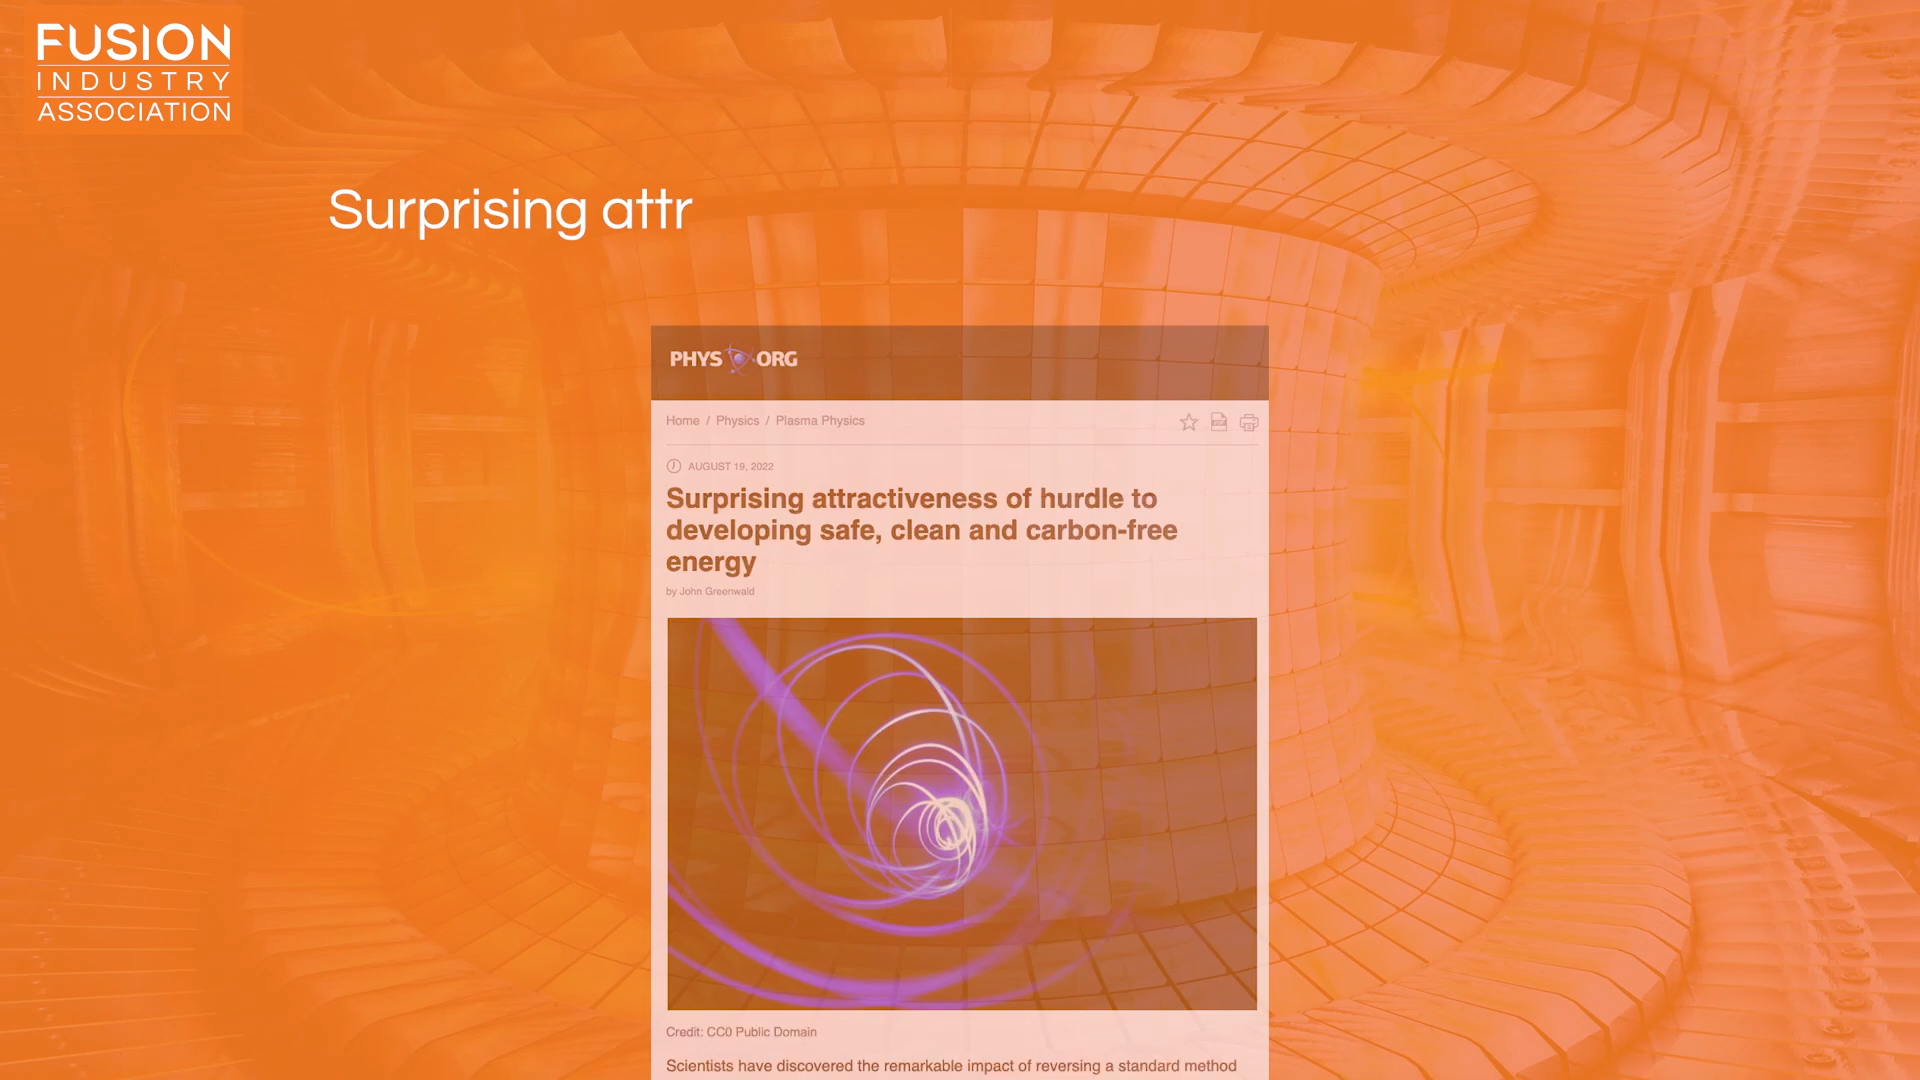 FUSION
INDUSTRY
ASSOCIATION
Surprising attr
PHYS ORG
Home / Physics / Plasma Physics
AUGUST 19, 2022
Surprising attractiveness of hurdle to
developing safe, clean and carbon-free
energy
by John Greenwald
Credit: CC0 Public Domain
Scientists have discovered the remarkable impact of reversing a standard method